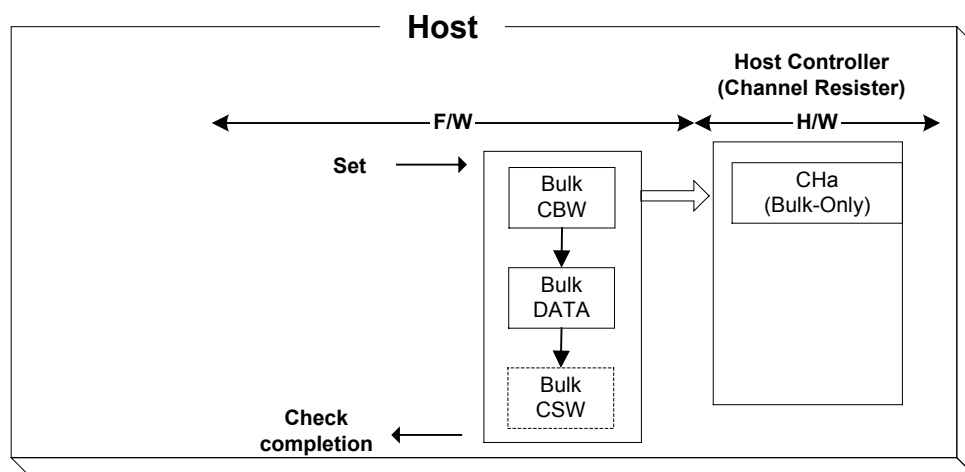 Host
Host Controller
(Channel Resister)
F/W
H/W
Set
Bulk
CBW
CHa
(Bulk-Only)
Bulk
DATA
Bulk
CSW
Check
completion